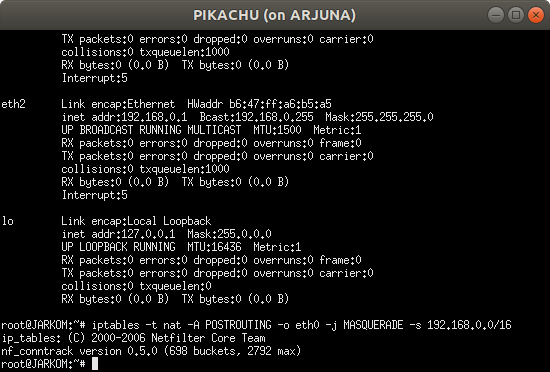 PIKACHU (on ARJUNA)
TX packets:0 errors:0 dropped:0 overruns:0 carrier:0
collisions:0 txqueuelen:1000
RX bytes:0 (0.0 B)  TX bytes:0 (0.0 B)
Interrupt:5
eth2      Link encap:Ethernet  HWaddr b6:47:ff:a6:b5:a5
inet addr:192.168.0.1  Bcast:192.168.0.255  Mask:255.255.255.0
UP BROADCAST RUNNING MULTICAST  MTU:1500  Metric:1
RX packets:0 errors:0 dropped:0 overruns:0 frame:0
TX packets:0 errors:0 dropped:0 overruns:0 carrier:0
collisions:0 txqueuelen:1000
RX bytes:0 (0.0 B)  TX bytes:0 (0.0 B)
Interrupt:5
lo        Link encap:Local Loopback
inet addr:127.0.0.1  Mask:255.0.0.0
UP LOOPBACK RUNNING  MTU:16436  Metric:1
RX packets:0 errors:0 dropped:0 overruns:0 frame:0
TX packets:0 errors:0 dropped:0 overruns:0 carrier:0
collisions:0 txqueuelen:0
RX bytes:0 (0.0 B)  TX bytes:0 (0.0 B)
root@JARKOM:~# iptables -t nat -A POSTROUTING -o eth0 -j MASQUERADE -s 192.168.0.0/16
ip_tables: (C) 2000-2006 Netfilter Core Team
nf_conntrack version 0.5.0 (698 buckets, 2792 max)
root@JARKOM:~#